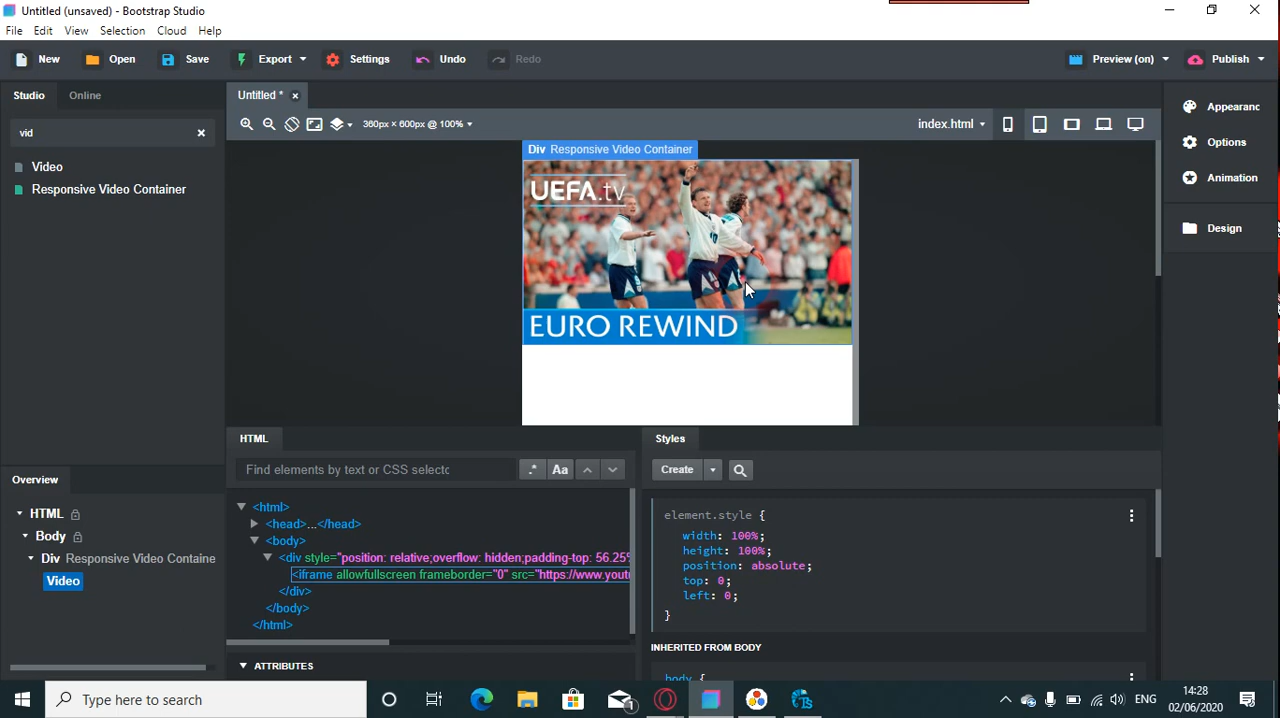 Untitled (unsaved) - Bootstrap Studio
File Edit View Selection Cloud Help
New Open Save Export Settings Undo Redo Preview (on) Publish
Studio Online
Untitled *
vid
360px × 600px @ 100%
index.html
Video
Responsive Video Container
Div Responsive Video Container
UEFA.tv
EURO REWIND
Appearanc
Options
Animation
Design
HTML
Find elements by text or CSS selectc
.* Aa
<html>
<head>...</head>
<body>
<div style="position: relative;overflow: hidden;padding-top: 56.25%
<iframe allowfullscreen frameborder="0" src="https://www.yout
</div>
</body>
</html>
ATTRIBUTES
Styles
Create
element.style {
width: 100%;
height: 100%;
position: absolute;
top: 0;
left: 0;
}
INHERITED FROM BODY
body {
Overview
HTML
Body
Div Responsive Video Containe
Video
Type here to search
ENG
14:28
02/06/2020